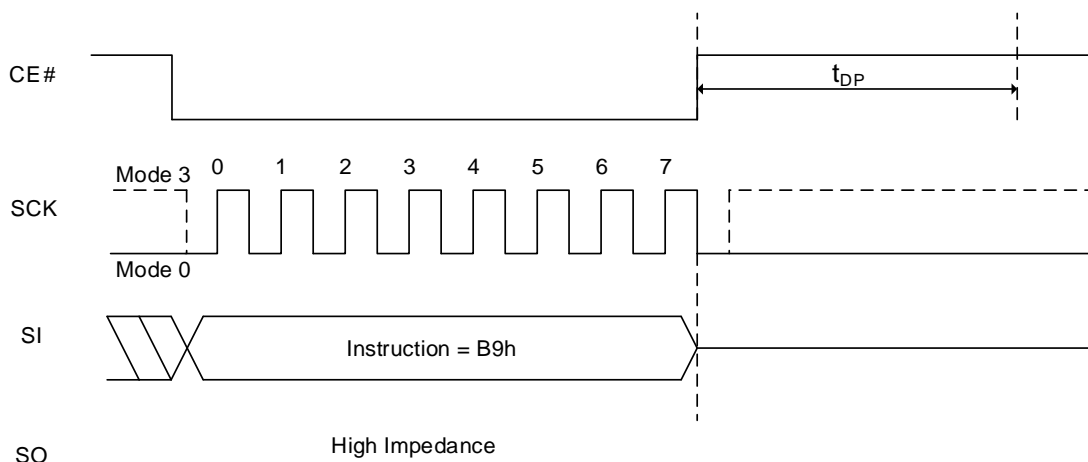 CE#
tDP
Mode 3
0 1 2 3 4 5 6 7
SCK
Mode 0
SI
Instruction = B9h
High Impedance
SO